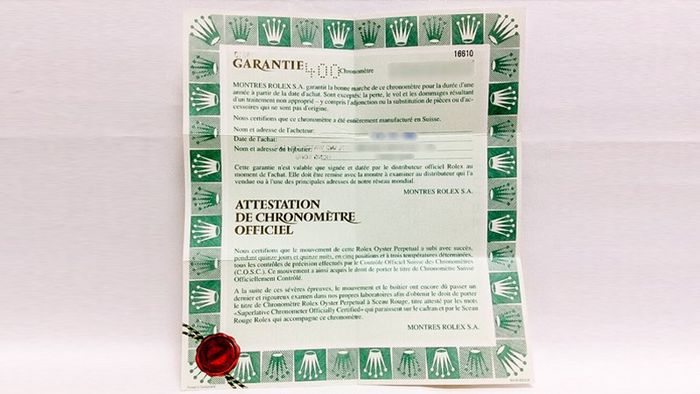 16610
GARANTIE 400 Chronomètre
MONTRES ROLEX S.A. garantit la bonne marche de ce chronomètre pour la durée d'une
année à partir de la date d'achat. Sont exceptés: la perte, le vol et les dommages résultant
d'un traitement non approprié – y compris l'adjonction ou la substitution de pièces ou d'ac-
cessoires qui ne sont pas d'origine.
Nous certifions que ce chronomètre a été entièrement manufacturé en Suisse.
Nom et adresse de l'acheteur:
Date de l'achat:
Nom et adresse du bijoutier:
Cette garantie n'est valable que signée et datée par le distributeur officiel Rolex au
moment de l'achat. Elle doit être remise avec la montre à examiner au distributeur qui l'a
vendue ou à l'une des principales adresses de notre réseau mondial.
MONTRES ROLEX S.A.
ATTESTATION
DE CHRONOMÈTRE
OFFICIEL
Nous certifions que le mouvement de cette Rolex Oyster Perpetual a subi avec succès,
pendant quinze jours et quinze nuits, en cinq positions et à trois températures déterminées,
tous les contrôles de précision effectués par le Contrôle Officiel Suisse des Chronomètres
(C.O.S.C.). Ce mouvement a ainsi acquis le droit de porter le titre de Chronomètre Suisse
Officiellement Contrôlé.
A la suite de ces sévères épreuves, le mouvement et le boîtier ont encore dû passer un
dernier et rigoureux examen dans nos propres laboratoires afin d'obtenir le droit de porter
le titre de Chronomètre Rolex Oyster Perpetual à Sceau Rouge, titre attesté par les mots
«Superlative Chronometer Officially Certified» qui paraissent sur le cadran et par le Sceau
Rouge Rolex qui accompagne ce chronomètre.
MONTRES ROLEX S.A.